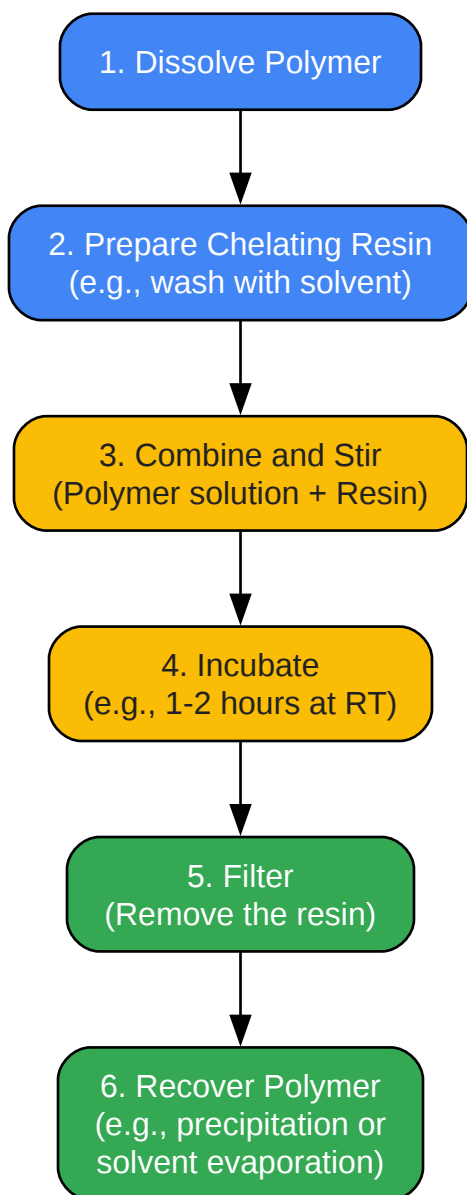 1. Dissolve Polymer
2. Prepare Chelating Resin
(e.g., wash with solvent)
3. Combine and Stir
(Polymer solution + Resin)
4. Incubate
(e.g., 1-2 hours at RT)
5. Filter
(Remove the resin)
6. Recover Polymer
(e.g., precipitation or
solvent evaporation)